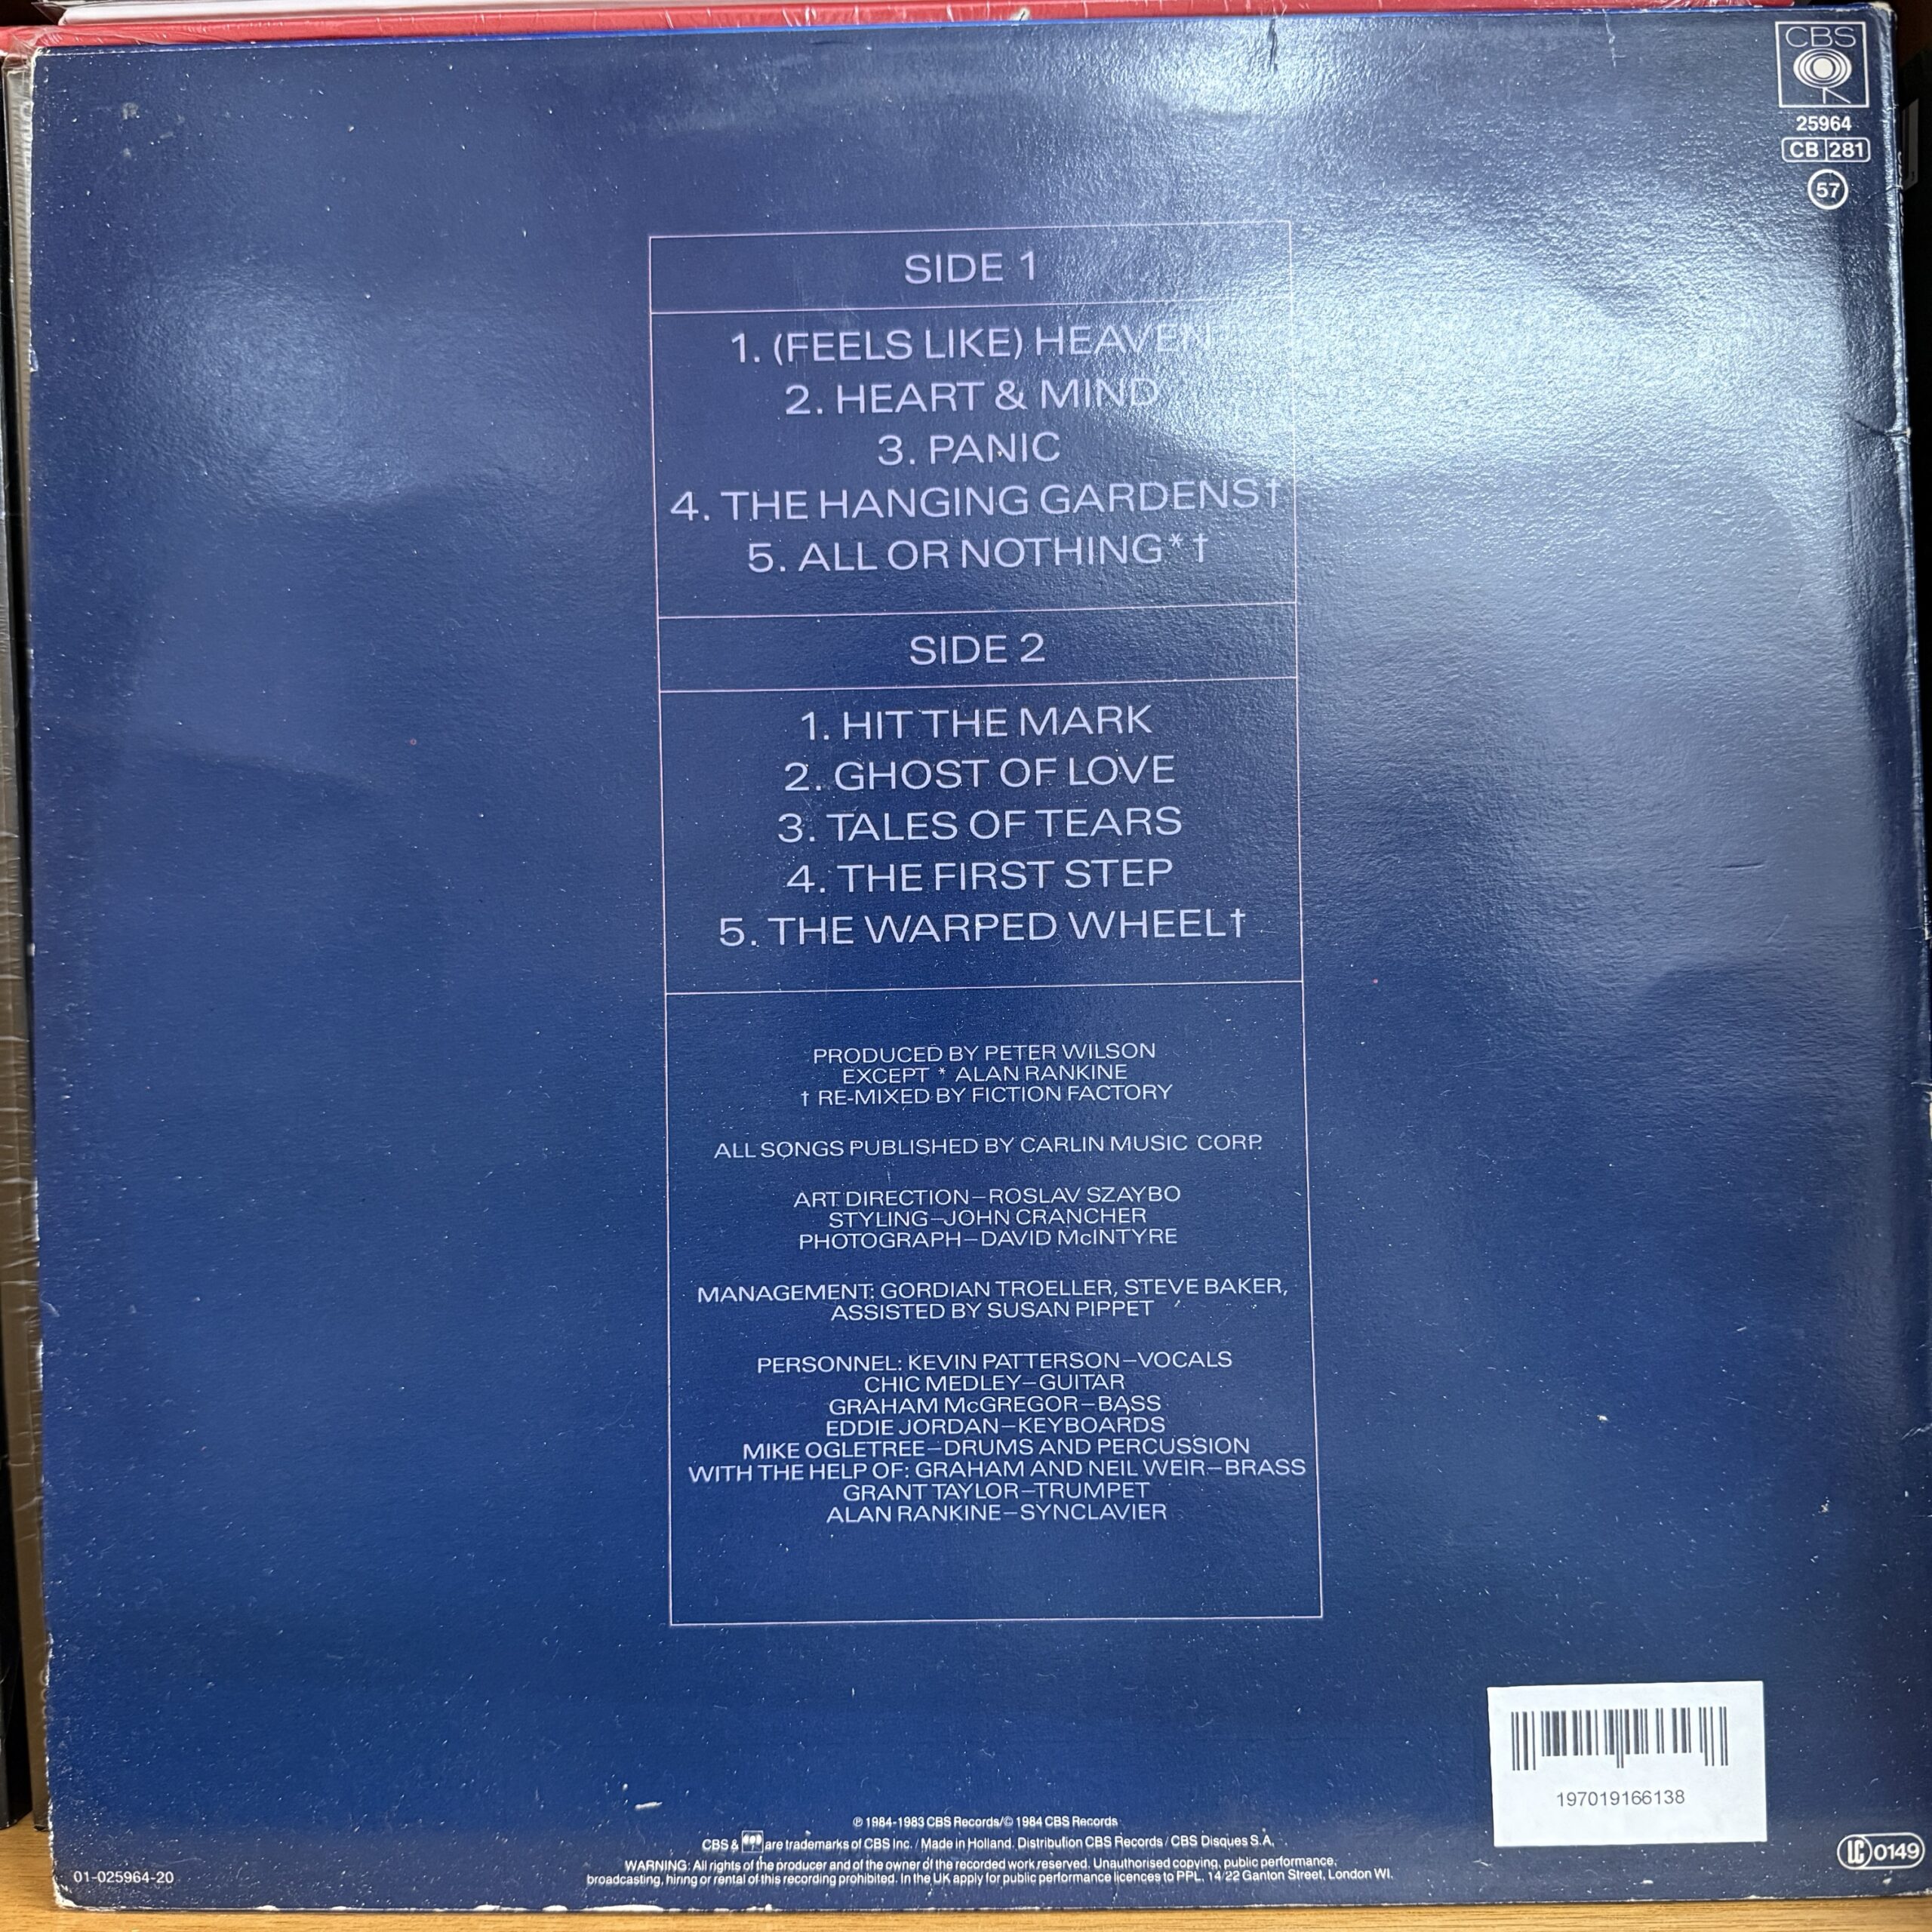 CBS
25964
CB 281
57
SIDE 1
1. (FEELS LIKE) HEAVEN
2. HEART & MIND
3. PANIC
4. THE HANGING GARDENS†
5. ALL OR NOTHING*†
SIDE 2
1. HIT THE MARK
2. GHOST OF LOVE
3. TALES OF TEARS
4. THE FIRST STEP
5. THE WARPED WHEEL†
PRODUCED BY PETER WILSON
EXCEPT * ALAN RANKINE
† RE-MIXED BY FICTION FACTORY
ALL SONGS PUBLISHED BY CARLIN MUSIC CORP.
ART DIRECTION–ROSLAV SZAYBO
STYLING–JOHN CRANCHER
PHOTOGRAPH–DAVID McINTYRE
MANAGEMENT: GORDIAN TROELLER, STEVE BAKER,
ASSISTED BY SUSAN PIPPET
PERSONNEL: KEVIN PATTERSON–VOCALS
CHIC MEDLEY–GUITAR
GRAHAM McGREGOR–BASS
EDDIE JORDAN–KEYBOARDS
MIKE OGLETREE–DRUMS AND PERCUSSION
WITH THE HELP OF: GRAHAM AND NEIL WEIR–BRASS
GRANT TAYLOR–TRUMPET
ALAN RANKINE–SYNCLAVIER
197019166138
℗ 1984-1983 CBS Records/© 1984 CBS Records
CBS & are trademarks of CBS Inc. / Made in Holland. Distribution CBS Records / CBS Disques S.A.
WARNING: All rights of the producer and of the owner of the recorded work reserved. Unauthorised copying, public performance,
broadcasting, hiring or rental of this recording prohibited. In the UK apply for public performance licences to PPL, 14/22 Ganton Street, London W1.
01-025964-20
LC 0149